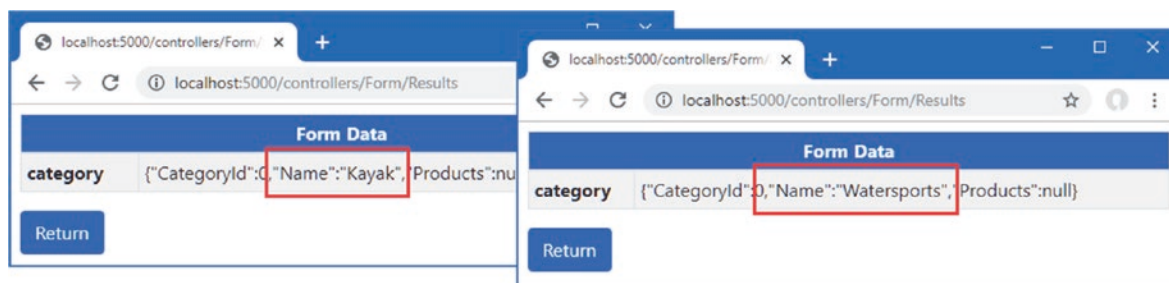 localhost:5000/controllers/Form/
localhost:5000/controllers/Form/Results
Form Data
category {"CategoryId":0,"Name":"Kayak","Products":nu
Return
localhost:5000/controllers/Form/
localhost:5000/controllers/Form/Results
Form Data
category {"CategoryId":0,"Name":"Watersports","Products":null}
Return